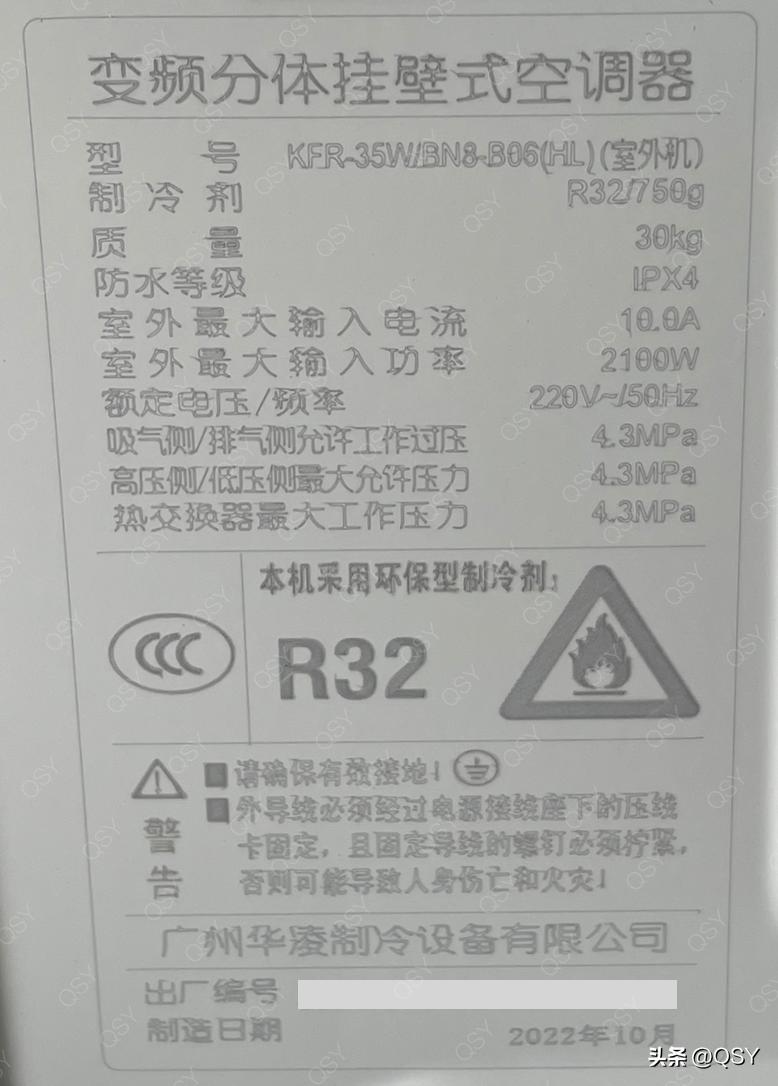 变频分体挂壁式空调器
型号 KFR-35W/BN8-B06(HL)(室外机)
制冷剂 R32/750g
质量 30kg
防水等级 IPX4
室外最大输入电流 10.0A
室外最大输入功率 2100W
额定电压/频率 220V~/50Hz
吸气侧/排气侧允许工作过压 4.3MPa
高压侧/低压侧最大允许压力 4.3MPa
热交换器最大工作压力 4.3MPa
本机采用环保型制冷剂:
CCC
R32
警告
■请确保有效接地!
■外导线必须经过电源接线座下的压线
卡固定，且固定导线的螺钉必须拧紧，
否则可能导致人身伤亡和火灾!
广州华凌制冷设备有限公司
出厂编号
制造日期 2022年10月
头条 @QSY